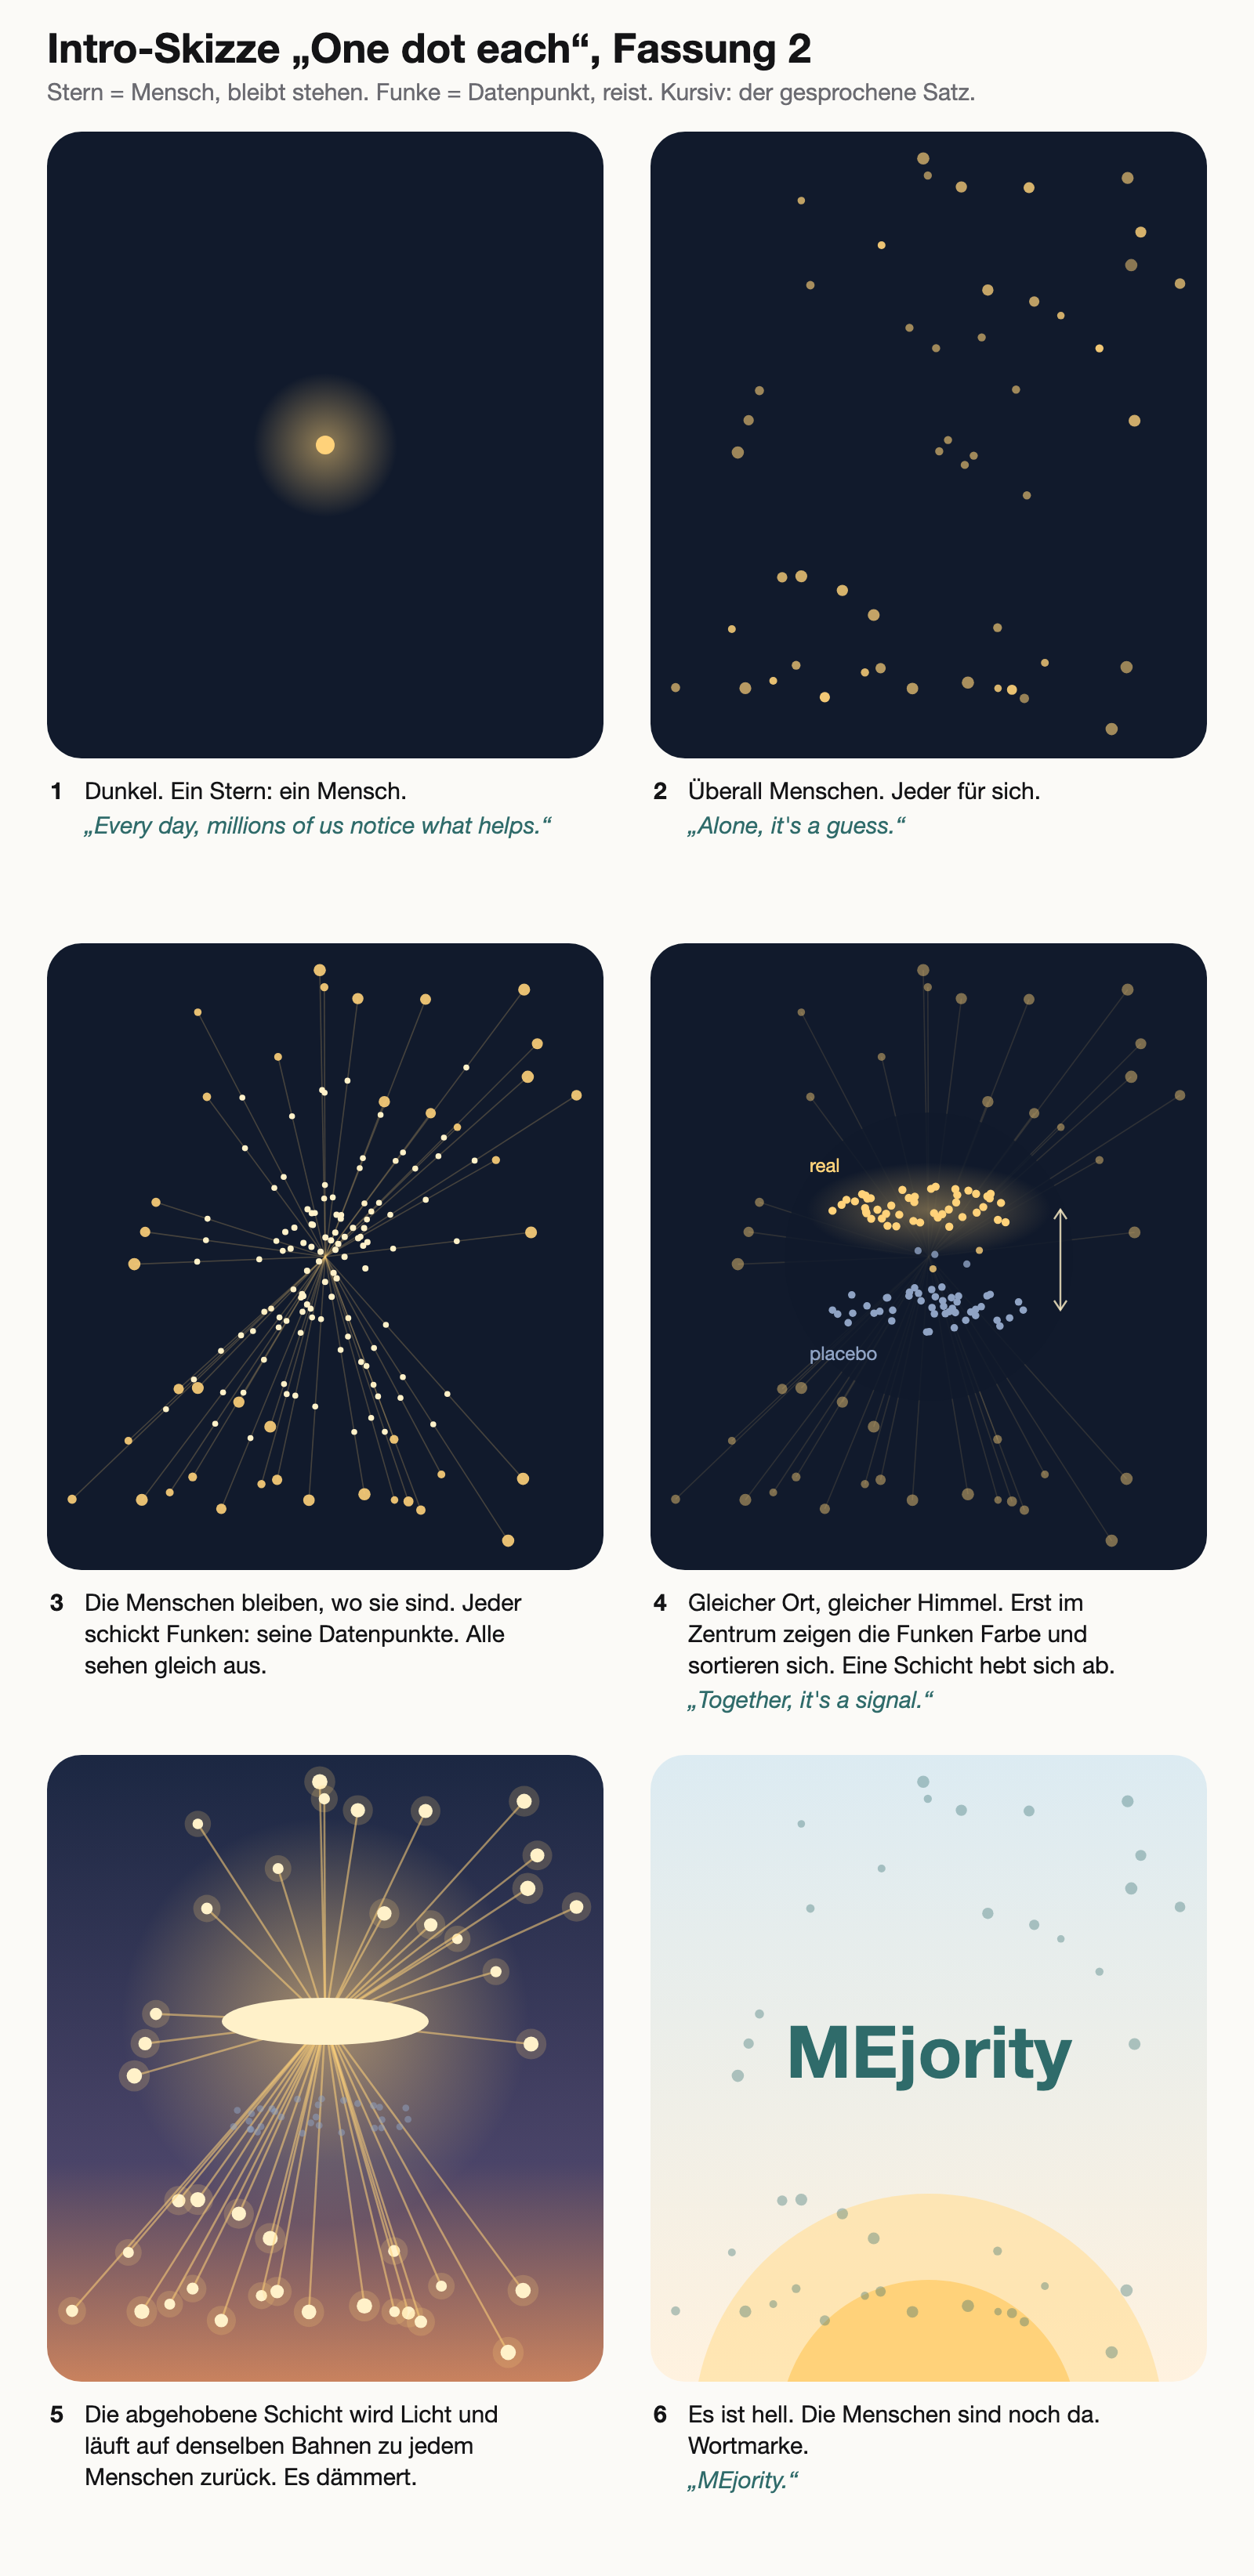 Intro-Skizze „One dot each“, Fassung 2
Stern = Mensch, bleibt stehen. Funke = Datenpunkt, reist. Kursiv: der gesprochene Satz.
1 Dunkel. Ein Stern: ein Mensch.
„Every day, millions of us notice what helps.“
2 Überall Menschen. Jeder für sich.
„Alone, it's a guess.“
3 Die Menschen bleiben, wo sie sind. Jeder
schickt Funken: seine Datenpunkte. Alle
sehen gleich aus.
real
placebo
4 Gleicher Ort, gleicher Himmel. Erst im
Zentrum zeigen die Funken Farbe und
sortieren sich. Eine Schicht hebt sich ab.
„Together, it's a signal.“
5 Die abgehobene Schicht wird Licht und
läuft auf denselben Bahnen zu jedem
Menschen zurück. Es dämmert.
MEjority
6 Es ist hell. Die Menschen sind noch da.
Wortmarke.
„MEjority.“